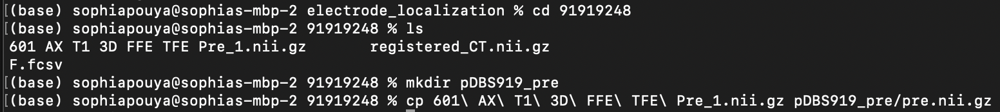 [(base) sophiapouya@sophias-mbp-2 electrode_localization % cd 91919248
[(base) sophiapouya@sophias-mbp-2 91919248 % ls
601 AX T1 3D FFE TFE Pre_1.nii.gz       registered_CT.nii.gz
F.fcsv
[(base) sophiapouya@sophias-mbp-2 91919248 % mkdir pDBS919_pre
[(base) sophiapouya@sophias-mbp-2 91919248 % cp 601\ AX\ T1\ 3D\ FFE\ TFE\ Pre_1.nii.gz pDBS919_pre/pre.nii.gz